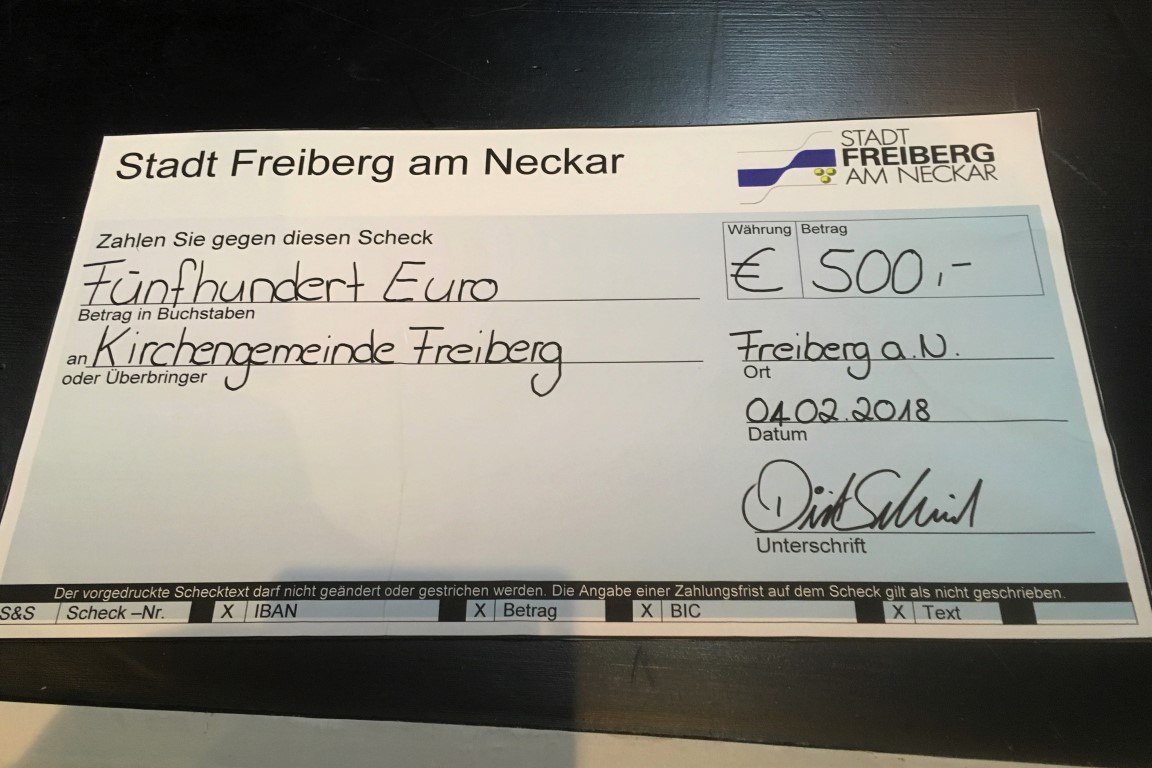 Stadt Freiberg am Neckar
STADT
FREIBERG
AM NECKAR
Zahlen Sie gegen diesen Scheck
Währung Betrag
Fünfhundert Euro
€ 500,-
Betrag in Buchstaben
an Kirchengemeinde Freiberg
oder Überbringer
Freiberg a.N.
Ort
04.02.2018
Datum
Unterschrift
Der vorgedruckte Schecktext darf nicht geändert oder gestrichen werden. Die Angabe einer Zahlungsfrist auf dem Scheck gilt als nicht geschrieben.
S&S Scheck –Nr. X IBAN X Betrag X BIC X Text